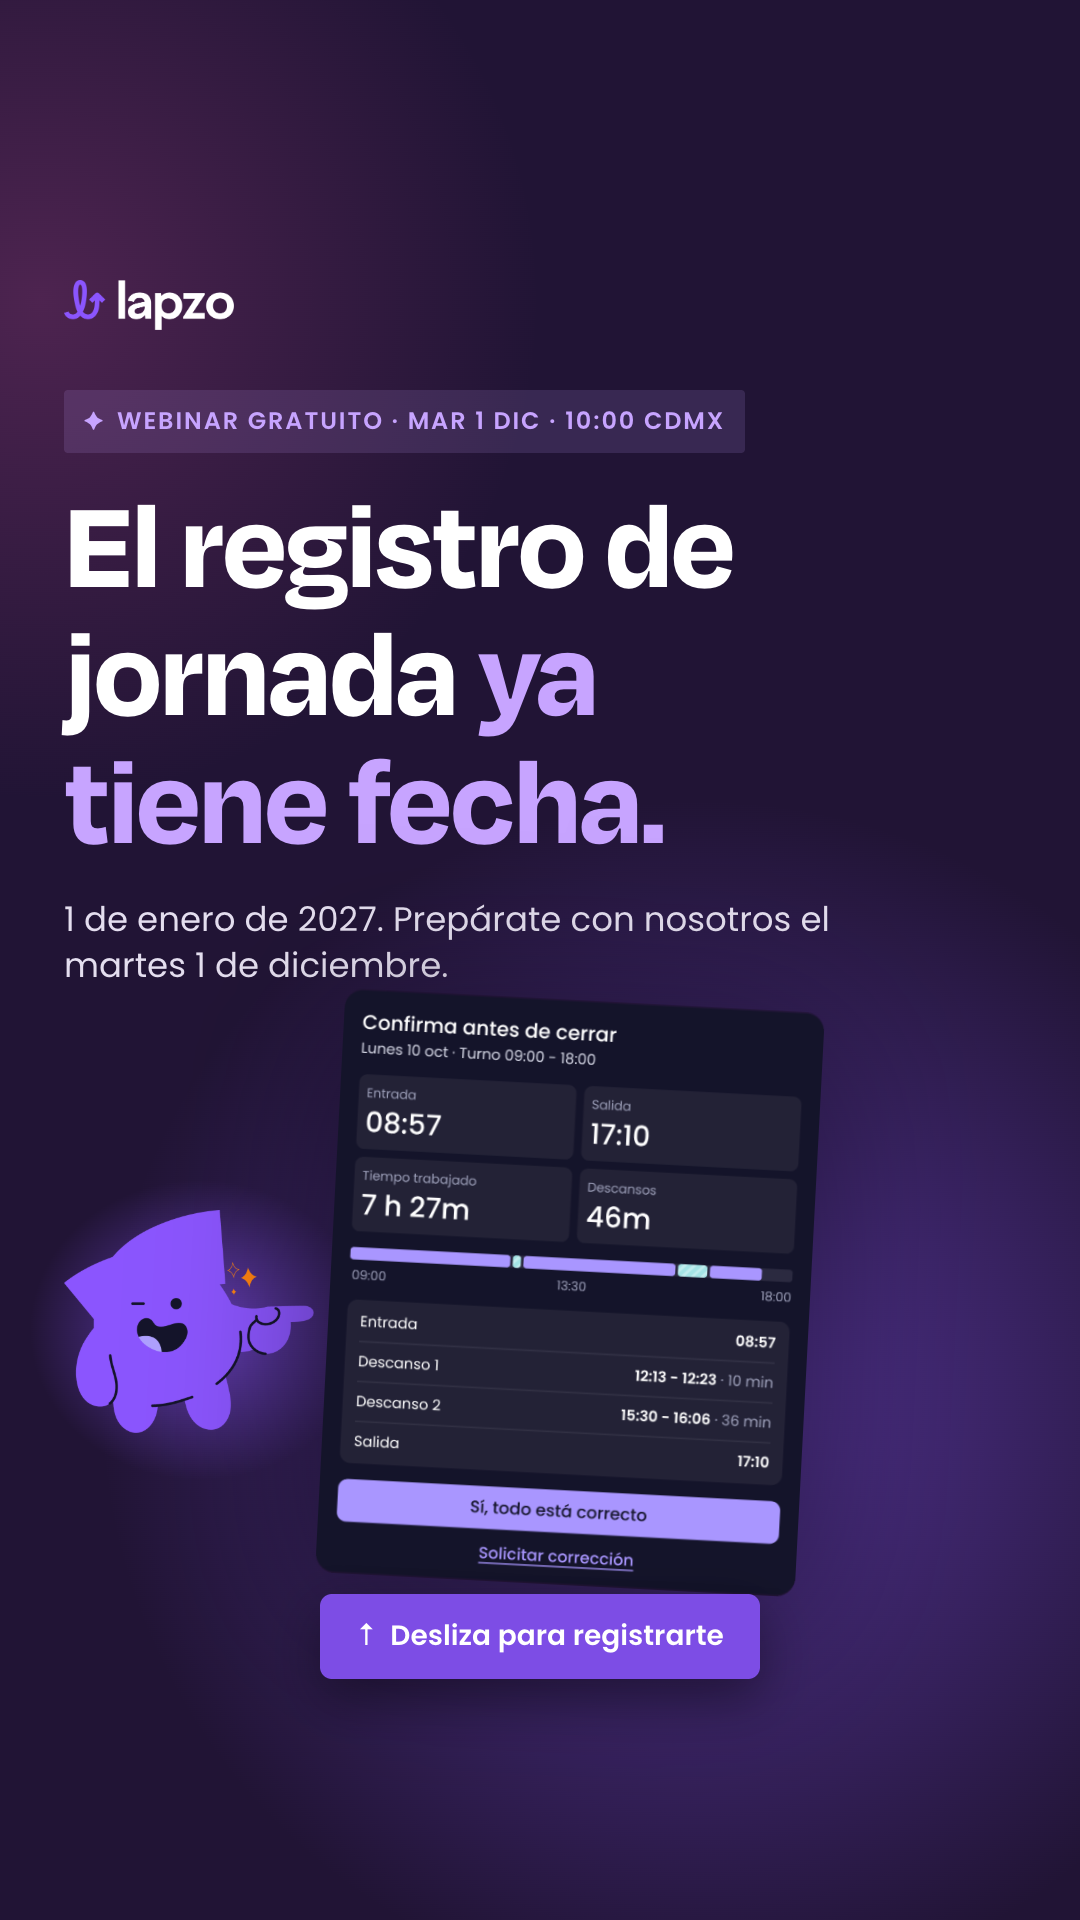 lapzo
✦ WEBINAR GRATUITO · MAR 1 DIC · 10:00 CDMX
El registro de
jornada ya
tiene fecha.
1 de enero de 2027. Prepárate con nosotros el
martes 1 de diciembre.
Confirma antes de cerrar
Lunes 10 oct · Turno 09:00 - 18:00
Entrada
08:57
Salida
17:10
Tiempo trabajado
7 h 27m
Descansos
46m
09:00 13:30 18:00
Entrada 08:57
Descanso 1 12:13 - 12:23 · 10 min
Descanso 2 15:30 - 16:06 · 36 min
Salida 17:10
Sí, todo está correcto
Solicitar corrección
↑ Desliza para registrarte